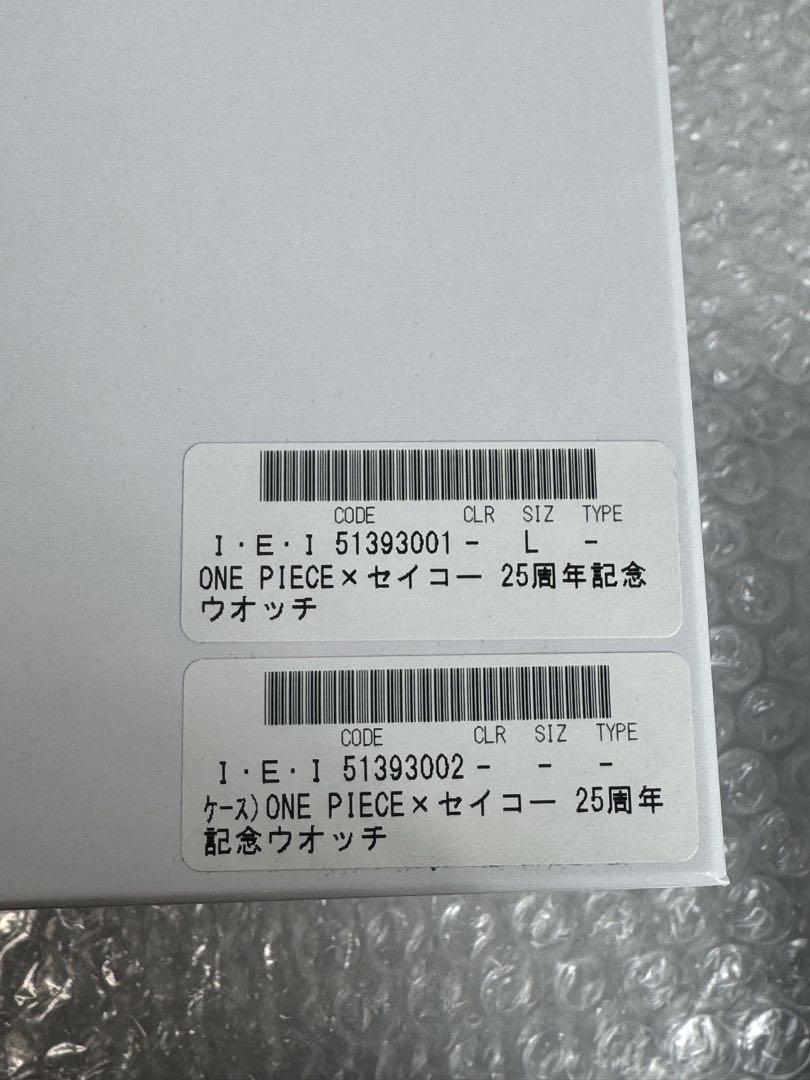 CODE CLR SIZ TYPE
I・E・I 51393001 - L -
ONE PIECE×セイコー 25周年記念
ウオッチ
CODE CLR SIZ TYPE
I・E・I 51393002 - - -
ｹｰｽ)ONE PIECE×セイコー 25周年
記念ウオッチ